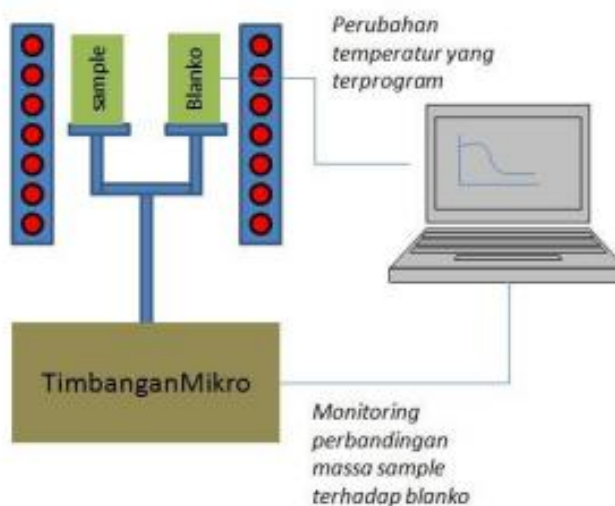 sample
Blanko
Perubahan
temperatur yang
terprogram
TimbanganMikro
Monitoring
perbandingan
massa sample
terhadap blanko